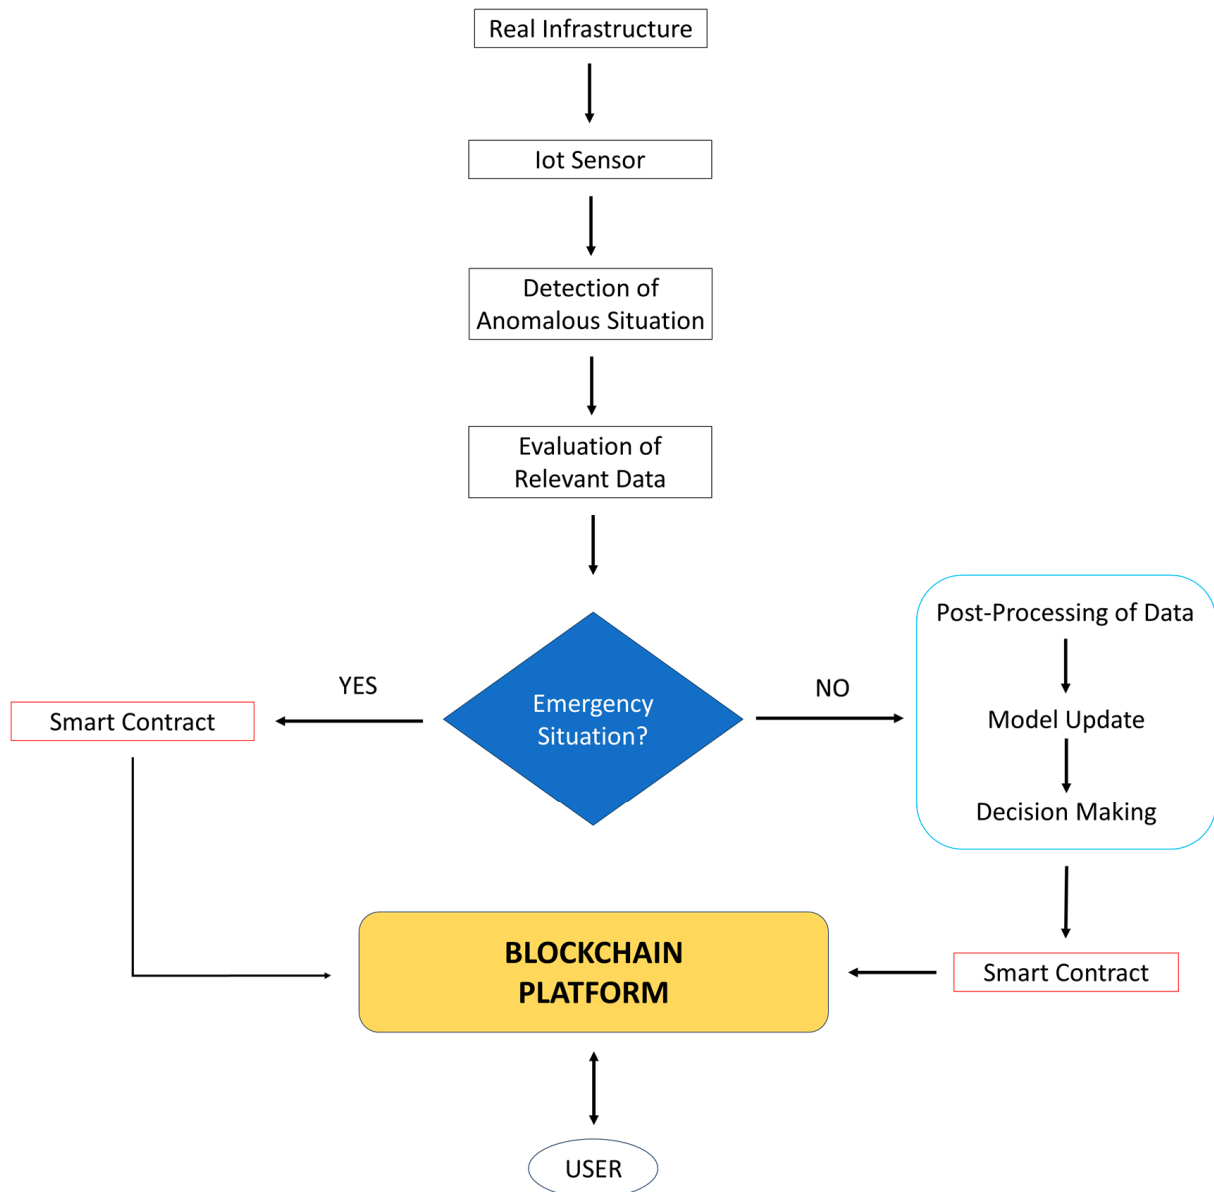 Real Infrastructure
Iot Sensor
Detection of
Anomalous Situation
Evaluation of
Relevant Data
Emergency
Situation?
YES
Smart Contract
NO
Post-Processing of Data
Model Update
Decision Making
Smart Contract
BLOCKCHAIN
PLATFORM
USER